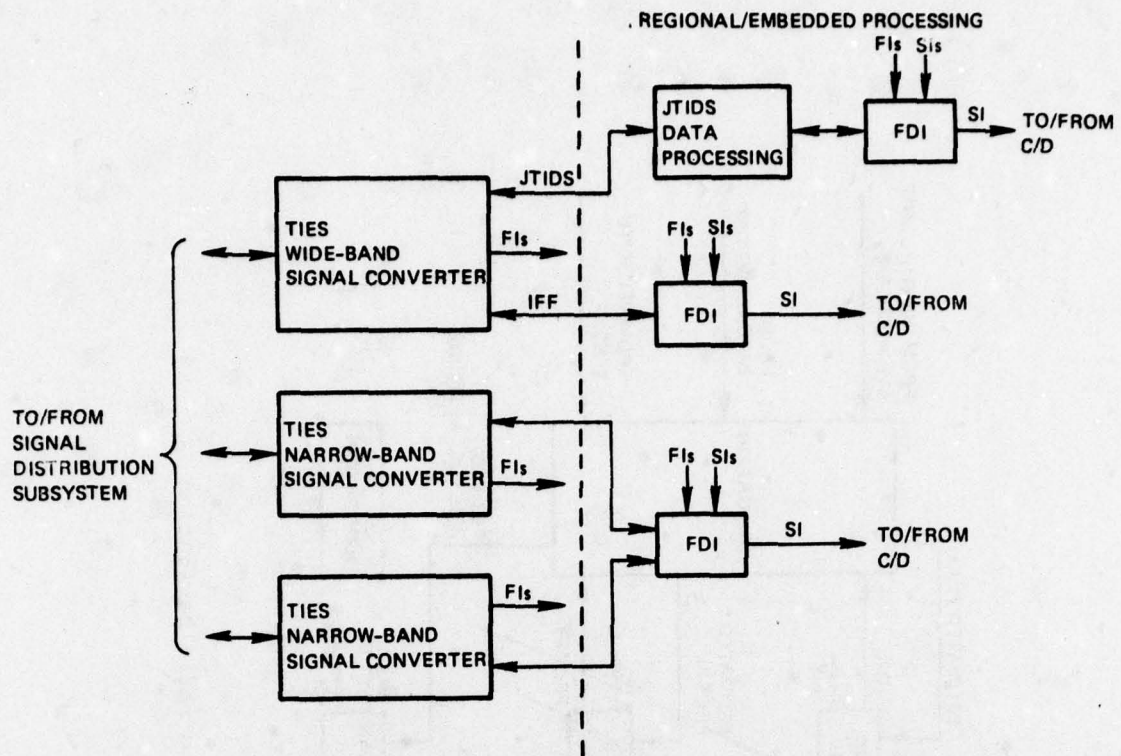 . REGIONAL/EMBEDDED PROCESSING
FIs SIs
JTIDS
DATA
PROCESSING
FDI
SI
TO/FROM
C/D
JTIDS
TIES
WIDE-BAND
SIGNAL CONVERTER
FIs
IFF
FIs SIs
FDI
SI
TO/FROM
C/D
TO/FROM
SIGNAL
DISTRIBUTION
SUBSYSTEM
TIES
NARROW-BAND
SIGNAL CONVERTER
FIs
FIs SIs
FDI
SI
TO/FROM
C/D
TIES
NARROW-BAND
SIGNAL CONVERTER
FIs